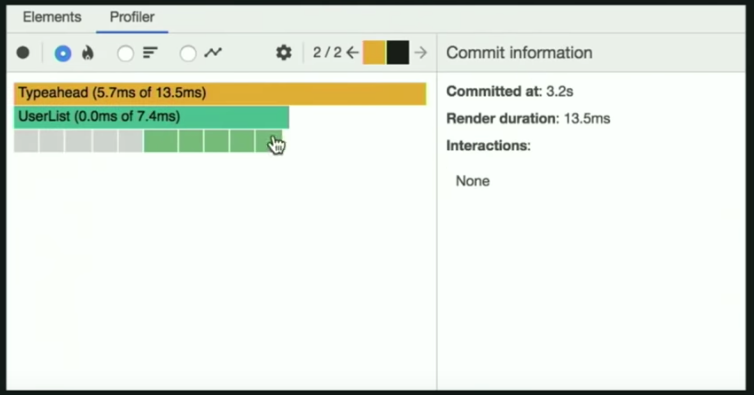 Elements Profiler
2 / 2
Commit information
Typeahead (5.7ms of 13.5ms)
UserList (0.0ms of 7.4ms)
Committed at: 3.2s
Render duration: 13.5ms
Interactions:
None